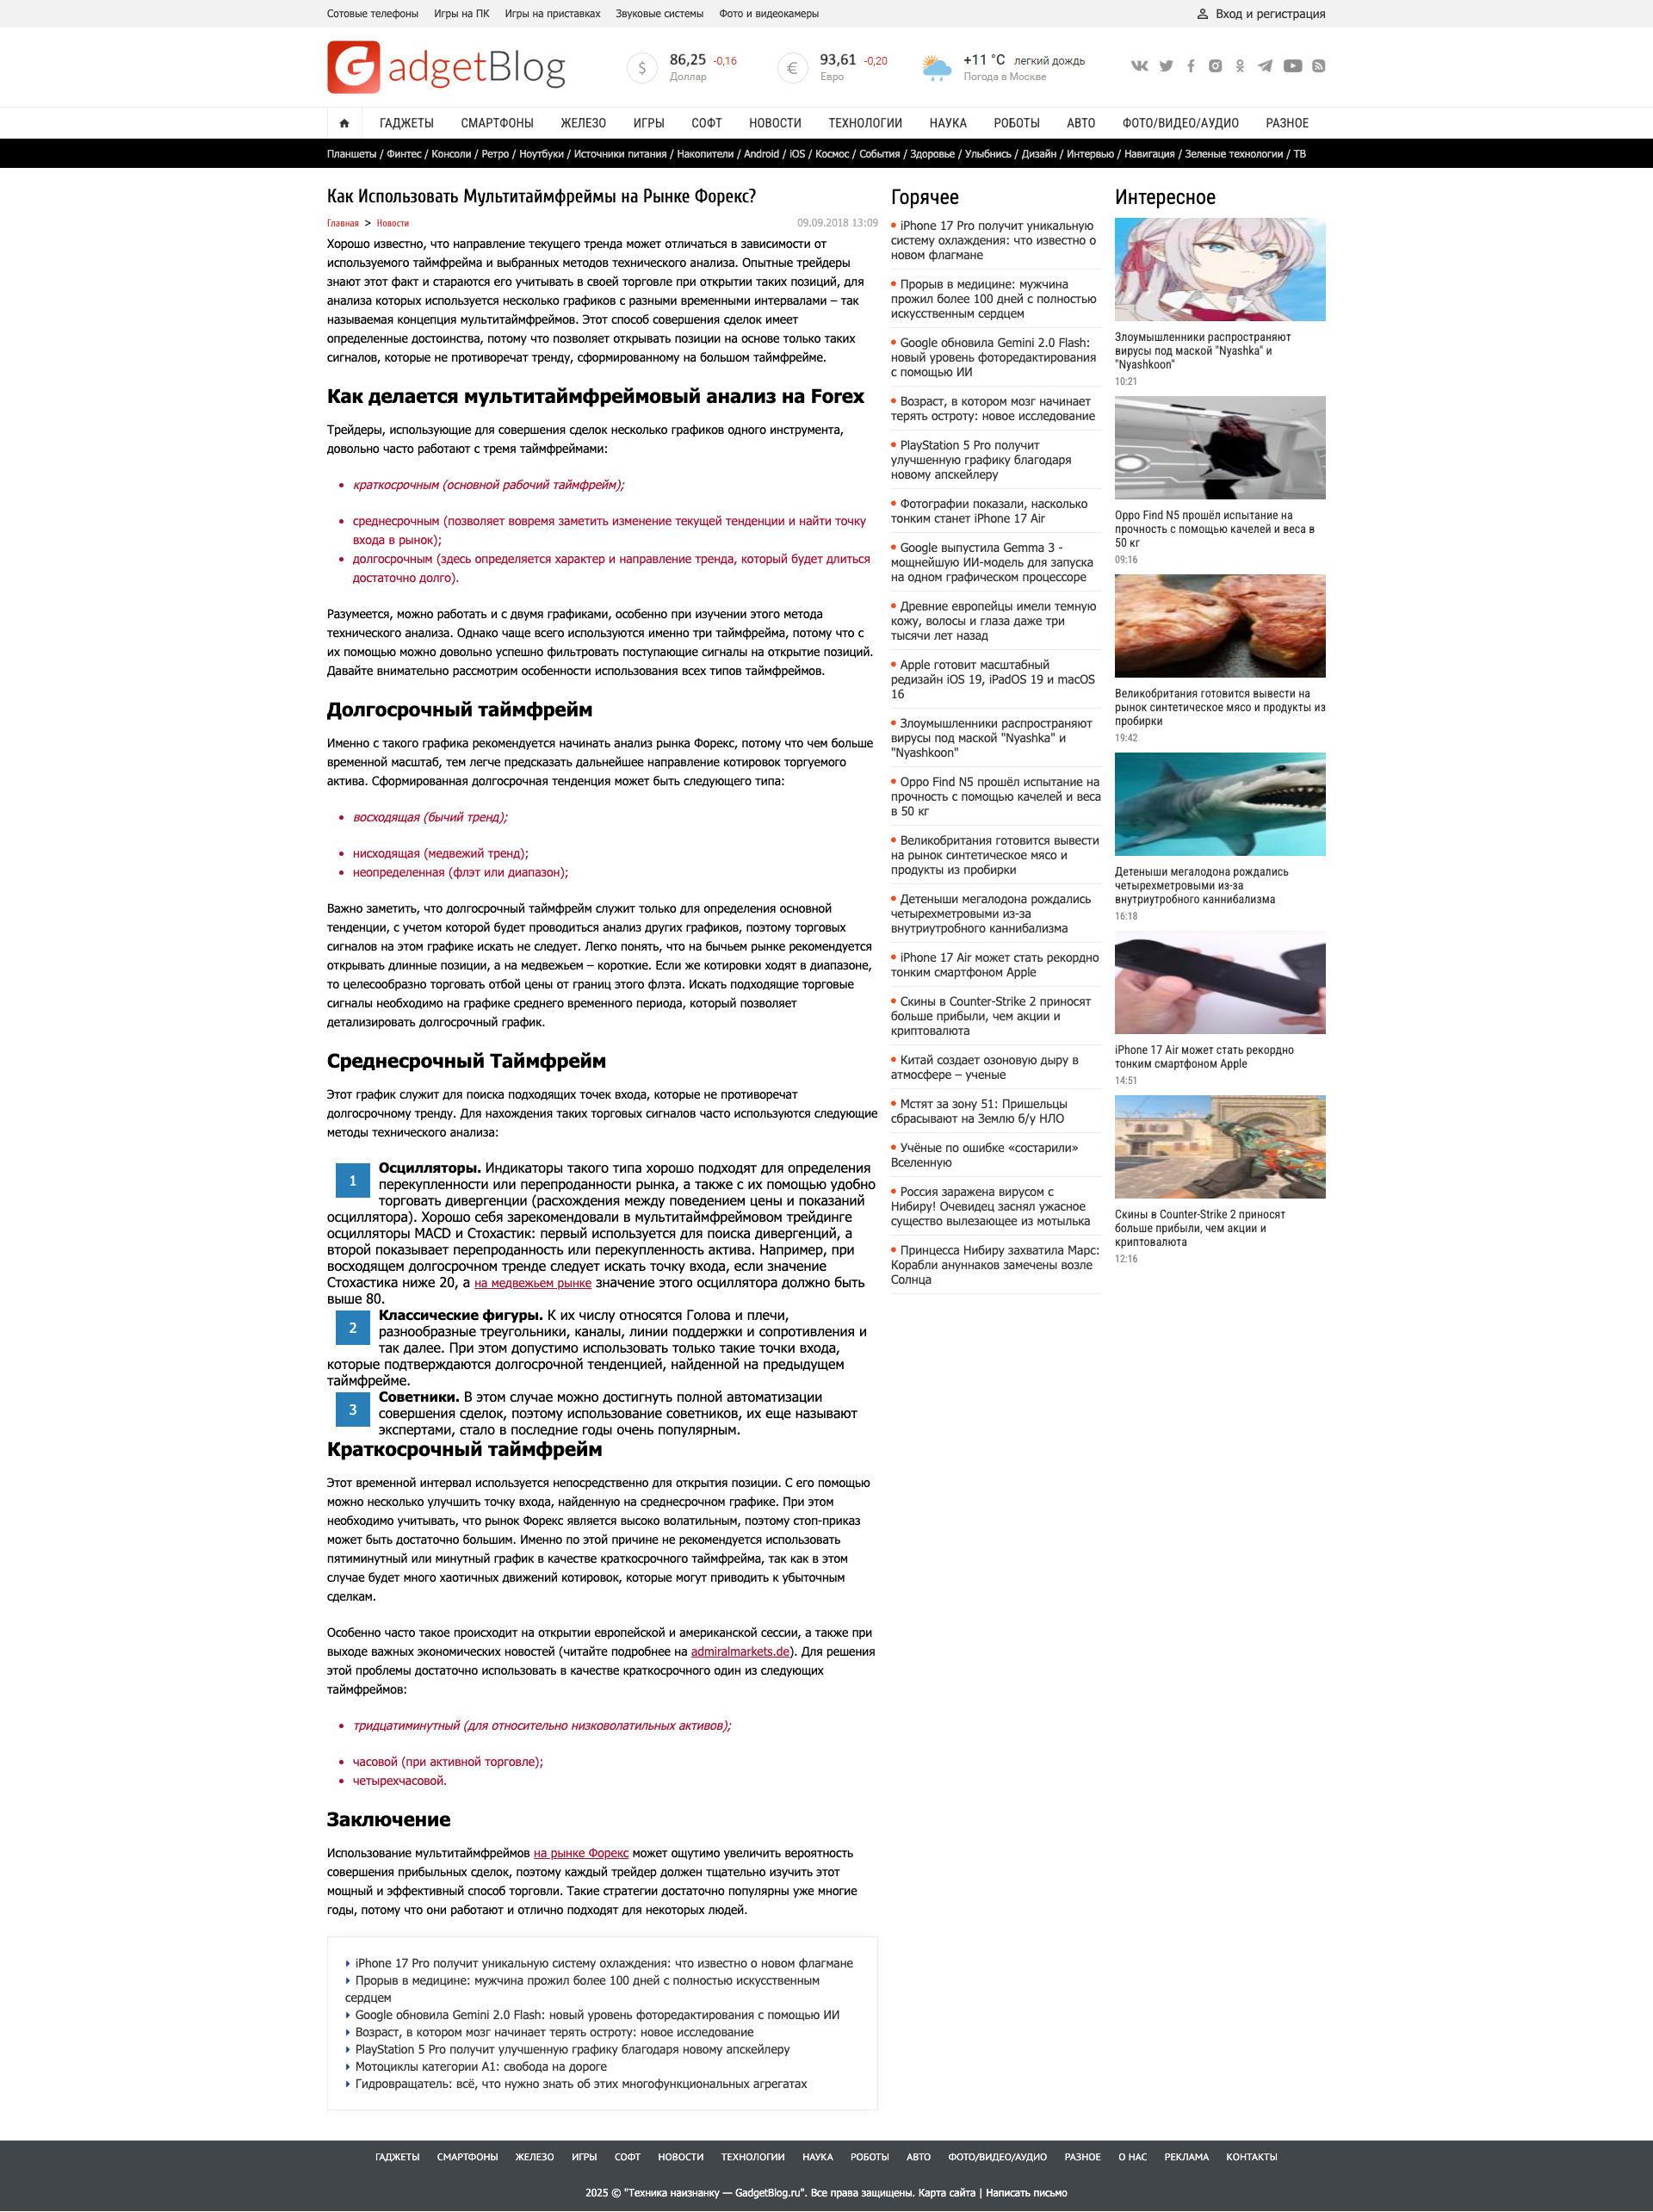 Сотовые телефоны Игры на ПК Игры на приставках Звуковые системы Фото и видеокамеры Вход и регистрация
GadgetBlog
$ 86,25 -0,16
Доллар
€ 93,61 -0,20
Евро
+11 °C легкий дождь
Погода в Москве
ГАДЖЕТЫ СМАРТФОНЫ ЖЕЛЕЗО ИГРЫ СОФТ НОВОСТИ ТЕХНОЛОГИИ НАУКА РОБОТЫ АВТО ФОТО/ВИДЕО/АУДИО РАЗНОЕ
Планшеты / Финтес / Консоли / Ретро / Ноутбуки / Источники питания / Накопители / Android / iOS / Космос / События / Здоровье / Улыбнись / Дизайн / Интервью / Навигация / Зеленые технологии / ТВ
Как Использовать Мультитаймфреймы на Рынке Форекс?
Главная > Новости 09.09.2018 13:09
Хорошо известно, что направление текущего тренда может отличаться в зависимости от
используемого таймфрейма и выбранных методов технического анализа. Опытные трейдеры
знают этот факт и стараются его учитывать в своей торговле при открытии таких позиций, для
анализа которых используется несколько графиков с разными временными интервалами – так
называемая концепция мультитаймфреймов. Этот способ совершения сделок имеет
определенные достоинства, потому что позволяет открывать позиции на основе только таких
сигналов, которые не противоречат тренду, сформированному на большом таймфрейме.
Как делается мультитаймфреймовый анализ на Forex
Трейдеры, использующие для совершения сделок несколько графиков одного инструмента,
довольно часто работают с тремя таймфреймами:
• краткосрочным (основной рабочий таймфрейм);
• среднесрочным (позволяет вовремя заметить изменение текущей тенденции и найти точку
входа в рынок);
• долгосрочным (здесь определяется характер и направление тренда, который будет длиться
достаточно долго).
Разумеется, можно работать и с двумя графиками, особенно при изучении этого метода
технического анализа. Однако чаще всего используются именно три таймфрейма, потому что с
их помощью можно довольно успешно фильтровать поступающие сигналы на открытие позиций.
Давайте внимательно рассмотрим особенности использования всех типов таймфреймов.
Долгосрочный таймфрейм
Именно с такого графика рекомендуется начинать анализ рынка Форекс, потому что чем больше
временной масштаб, тем легче предсказать дальнейшее направление котировок торгуемого
актива. Сформированная долгосрочная тенденция может быть следующего типа:
• восходящая (бычий тренд);
• нисходящая (медвежий тренд);
• неопределенная (флэт или диапазон);
Важно заметить, что долгосрочный таймфрейм служит только для определения основной
тенденции, с учетом которой будет проводиться анализ других графиков, поэтому торговых
сигналов на этом графике искать не следует. Легко понять, что на бычьем рынке рекомендуется
открывать длинные позиции, а на медвежьем – короткие. Если же котировки ходят в диапазоне,
то целесообразно торговать отбой цены от границ этого флэта. Искать подходящие торговые
сигналы необходимо на графике среднего временного периода, который позволяет
детализировать долгосрочный график.
Среднесрочный Таймфрейм
Этот график служит для поиска подходящих точек входа, которые не противоречат
долгосрочному тренду. Для нахождения таких торговых сигналов часто используются следующие
методы технического анализа:
1 Осцилляторы. Индикаторы такого типа хорошо подходят для определения
перекупленности или перепроданности рынка, а также с их помощью удобно
торговать дивергенции (расхождения между поведением цены и показаний
осциллятора). Хорошо себя зарекомендовали в мультитаймфреймовом трейдинге
осцилляторы MACD и Стохастик: первый используется для поиска дивергенций, а
второй показывает перепроданность или перекупленность актива. Например, при
восходящем долгосрочном тренде следует искать точку входа, если значение
Стохастика ниже 20, а на медвежьем рынке значение этого осциллятора должно быть
выше 80.
2 Классические фигуры. К их числу относятся Голова и плечи,
разнообразные треугольники, каналы, линии поддержки и сопротивления и
так далее. При этом допустимо использовать только такие точки входа,
которые подтверждаются долгосрочной тенденцией, найденной на предыдущем
таймфрейме.
3 Советники. В этом случае можно достигнуть полной автоматизации
совершения сделок, поэтому использование советников, их еще называют
экспертами, стало в последние годы очень популярным.
Краткосрочный таймфрейм
Этот временной интервал используется непосредственно для открытия позиции. С его помощью
можно несколько улучшить точку входа, найденную на среднесрочном графике. При этом
необходимо учитывать, что рынок Форекс является высоко волатильным, поэтому стоп-приказ
может быть достаточно большим. Именно по этой причине не рекомендуется использовать
пятиминутный или минутный график в качестве краткосрочного таймфрейма, так как в этом
случае будет много хаотичных движений котировок, которые могут приводить к убыточным
сделкам.
Особенно часто такое происходит на открытии европейской и американской сессии, а также при
выходе важных экономических новостей (читайте подробнее на admiralmarkets.de). Для решения
этой проблемы достаточно использовать в качестве краткосрочного один из следующих
таймфреймов:
• тридцатиминутный (для относительно низковолатильных активов);
• часовой (при активной торговле);
• четырехчасовой.
Заключение
Использование мультитаймфреймов на рынке Форекс может ощутимо увеличить вероятность
совершения прибыльных сделок, поэтому каждый трейдер должен тщательно изучить этот
мощный и эффективный способ торговли. Такие стратегии достаточно популярны уже многие
годы, потому что они работают и отлично подходят для некоторых людей.
iPhone 17 Pro получит уникальную систему охлаждения: что известно о новом флагмане
Прорыв в медицине: мужчина прожил более 100 дней с полностью искусственным
сердцем
Google обновила Gemini 2.0 Flash: новый уровень фоторедактирования с помощью ИИ
Возраст, в котором мозг начинает терять остроту: новое исследование
PlayStation 5 Pro получит улучшенную графику благодаря новому апскейлеру
Мотоциклы категории А1: свобода на дороге
Гидровращатель: всё, что нужно знать об этих многофункциональных агрегатах
Горячее
• iPhone 17 Pro получит уникальную
систему охлаждения: что известно о
новом флагмане
• Прорыв в медицине: мужчина
прожил более 100 дней с полностью
искусственным сердцем
• Google обновила Gemini 2.0 Flash:
новый уровень фоторедактирования
с помощью ИИ
• Возраст, в котором мозг начинает
терять остроту: новое исследование
• PlayStation 5 Pro получит
улучшенную графику благодаря
новому апскейлеру
• Фотографии показали, насколько
тонким станет iPhone 17 Air
• Google выпустила Gemma 3 -
мощнейшую ИИ-модель для запуска
на одном графическом процессоре
• Древние европейцы имели темную
кожу, волосы и глаза даже три
тысячи лет назад
• Apple готовит масштабный
редизайн iOS 19, iPadOS 19 и macOS
16
• Злоумышленники распространяют
вирусы под маской "Nyashka" и
"Nyashkoon"
• Oppo Find N5 прошёл испытание на
прочность с помощью качелей и веса
в 50 кг
• Великобритания готовится вывести
на рынок синтетическое мясо и
продукты из пробирки
• Детеныши мегалодона рождались
четырехметровыми из-за
внутриутробного каннибализма
• iPhone 17 Air может стать рекордно
тонким смартфоном Apple
• Скины в Counter-Strike 2 приносят
больше прибыли, чем акции и
криптовалюта
• Китай создает озоновую дыру в
атмосфере – ученые
• Мстят за зону 51: Пришельцы
сбрасывают на Землю б/у НЛО
• Учёные по ошибке «состарили»
Вселенную
• Россия заражена вирусом с
Нибиру! Очевидец заснял ужасное
существо вылезающее из мотылька
• Принцесса Нибиру захватила Марс:
Корабли ануннаков замечены возле
Солнца
Интересное
Злоумышленники распространяют
вирусы под маской "Nyashka" и
"Nyashkoon"
10:21
Oppo Find N5 прошёл испытание на
прочность с помощью качелей и веса в
50 кг
09:16
Великобритания готовится вывести на
рынок синтетическое мясо и продукты из
пробирки
19:42
Детеныши мегалодона рождались
четырехметровыми из-за
внутриутробного каннибализма
16:18
iPhone 17 Air может стать рекордно
тонким смартфоном Apple
14:51
Скины в Counter-Strike 2 приносят
больше прибыли, чем акции и
криптовалюта
12:16
ГАДЖЕТЫ СМАРТФОНЫ ЖЕЛЕЗО ИГРЫ СОФТ НОВОСТИ ТЕХНОЛОГИИ НАУКА РОБОТЫ АВТО ФОТО/ВИДЕО/АУДИО РАЗНОЕ О НАС РЕКЛАМА КОНТАКТЫ
2025 © "Техника наизнанку — GadgetBlog.ru". Все права защищены. Карта сайта | Написать письмо